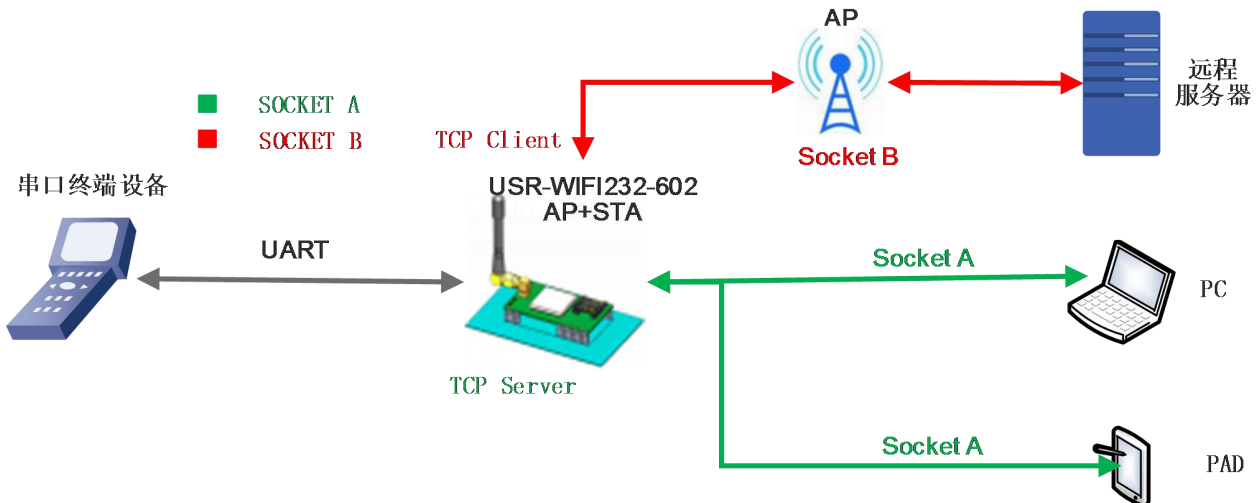 AP
远程
服务器
SOCKET A
SOCKET B
TCP Client
Socket B
串口终端设备
USR-WIFI232-602
AP+STA
UART
Socket A
PC
TCP Server
Socket A
PAD